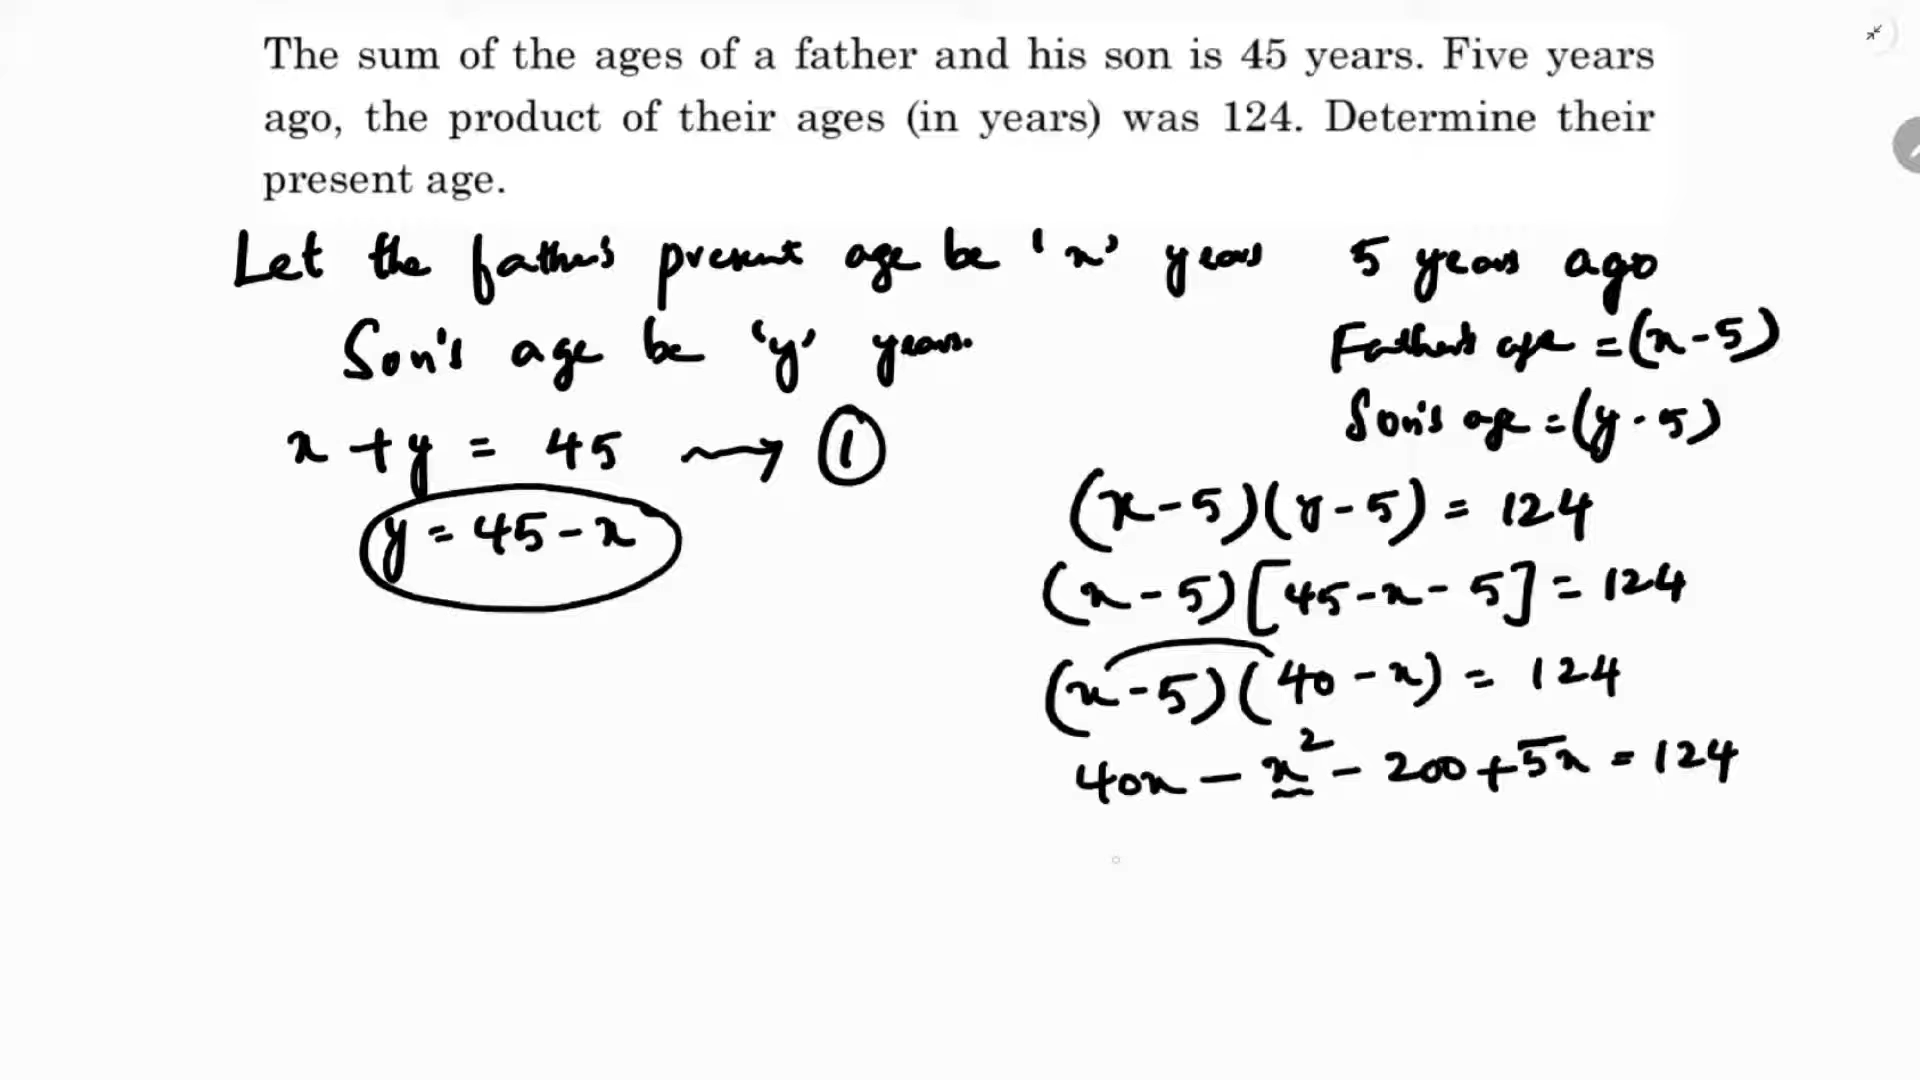 The sum of the ages of a father and his son is 45 years. Five years
ago, the product of their ages (in years) was 124. Determine their
present age.
Let the father's present age be 'x' years
Son's age be 'y' years.
x + y = 45 → ①
y = 45 - x
5 years ago
Father's age = (x - 5)
Son's age = (y - 5)
(x - 5)(y - 5) = 124
(x - 5)[45 - x - 5] = 124
(x - 5)(40 - x) = 124
40x - x² - 200 + 5x = 124